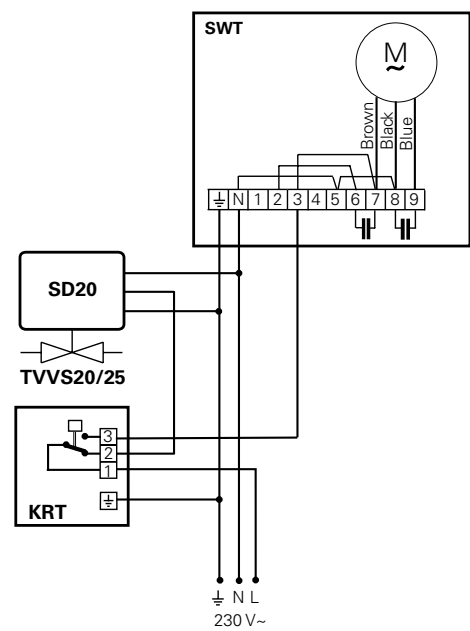 SWT
M
~
Brown
Black
Blue
N 1 2 3 4 5 6 7 8 9
SD20
TVVS20/25
3
2
1
KRT
N L
230 V~